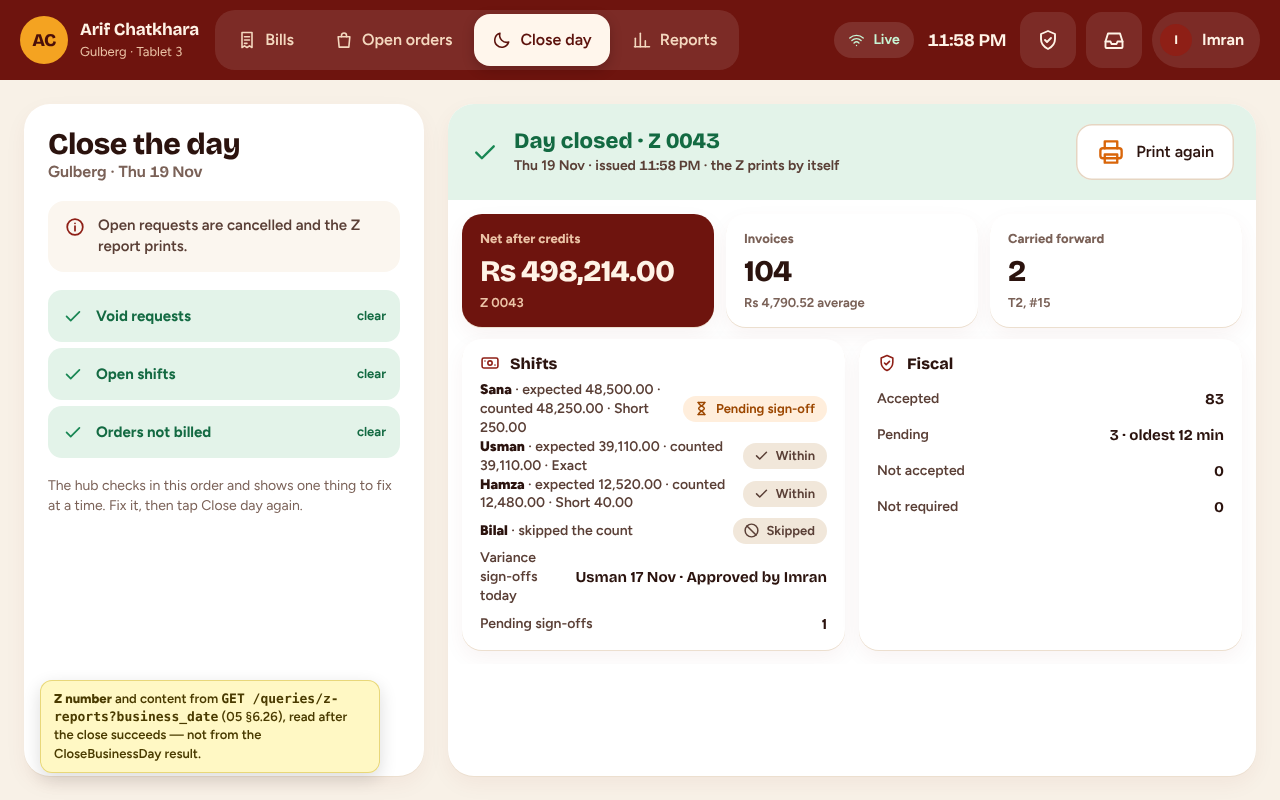 AC
Arif Chatkhara
Gulberg · Tablet 3
Bills
Open orders
Close day
Reports
Live
11:58 PM
I
Imran
Close the day
Gulberg · Thu 19 Nov
Open requests are cancelled and the Z
report prints.
Void requests
clear
Open shifts
clear
Orders not billed
clear
The hub checks in this order and shows one thing to fix
at a time. Fix it, then tap Close day again.
Z number and content from GET /queries/z-
reports?business_date (05 §6.26), read after
the close succeeds — not from the
CloseBusinessDay result.
Day closed · Z 0043
Thu 19 Nov · issued 11:58 PM · the Z prints by itself
Print again
Net after credits
Rs 498,214.00
Z 0043
Invoices
104
Rs 4,790.52 average
Carried forward
2
T2, #15
Shifts
Sana · expected 48,500.00 ·
counted 48,250.00 · Short
250.00
Pending sign-off
Usman · expected 39,110.00 · counted
39,110.00 · Exact
Within
Hamza · expected 12,520.00 · counted
12,480.00 · Short 40.00
Within
Bilal · skipped the count
Skipped
Variance
sign-offs
today
Usman 17 Nov · Approved by Imran
Pending sign-offs
1
Fiscal
Accepted
83
Pending
3 · oldest 12 min
Not accepted
0
Not required
0